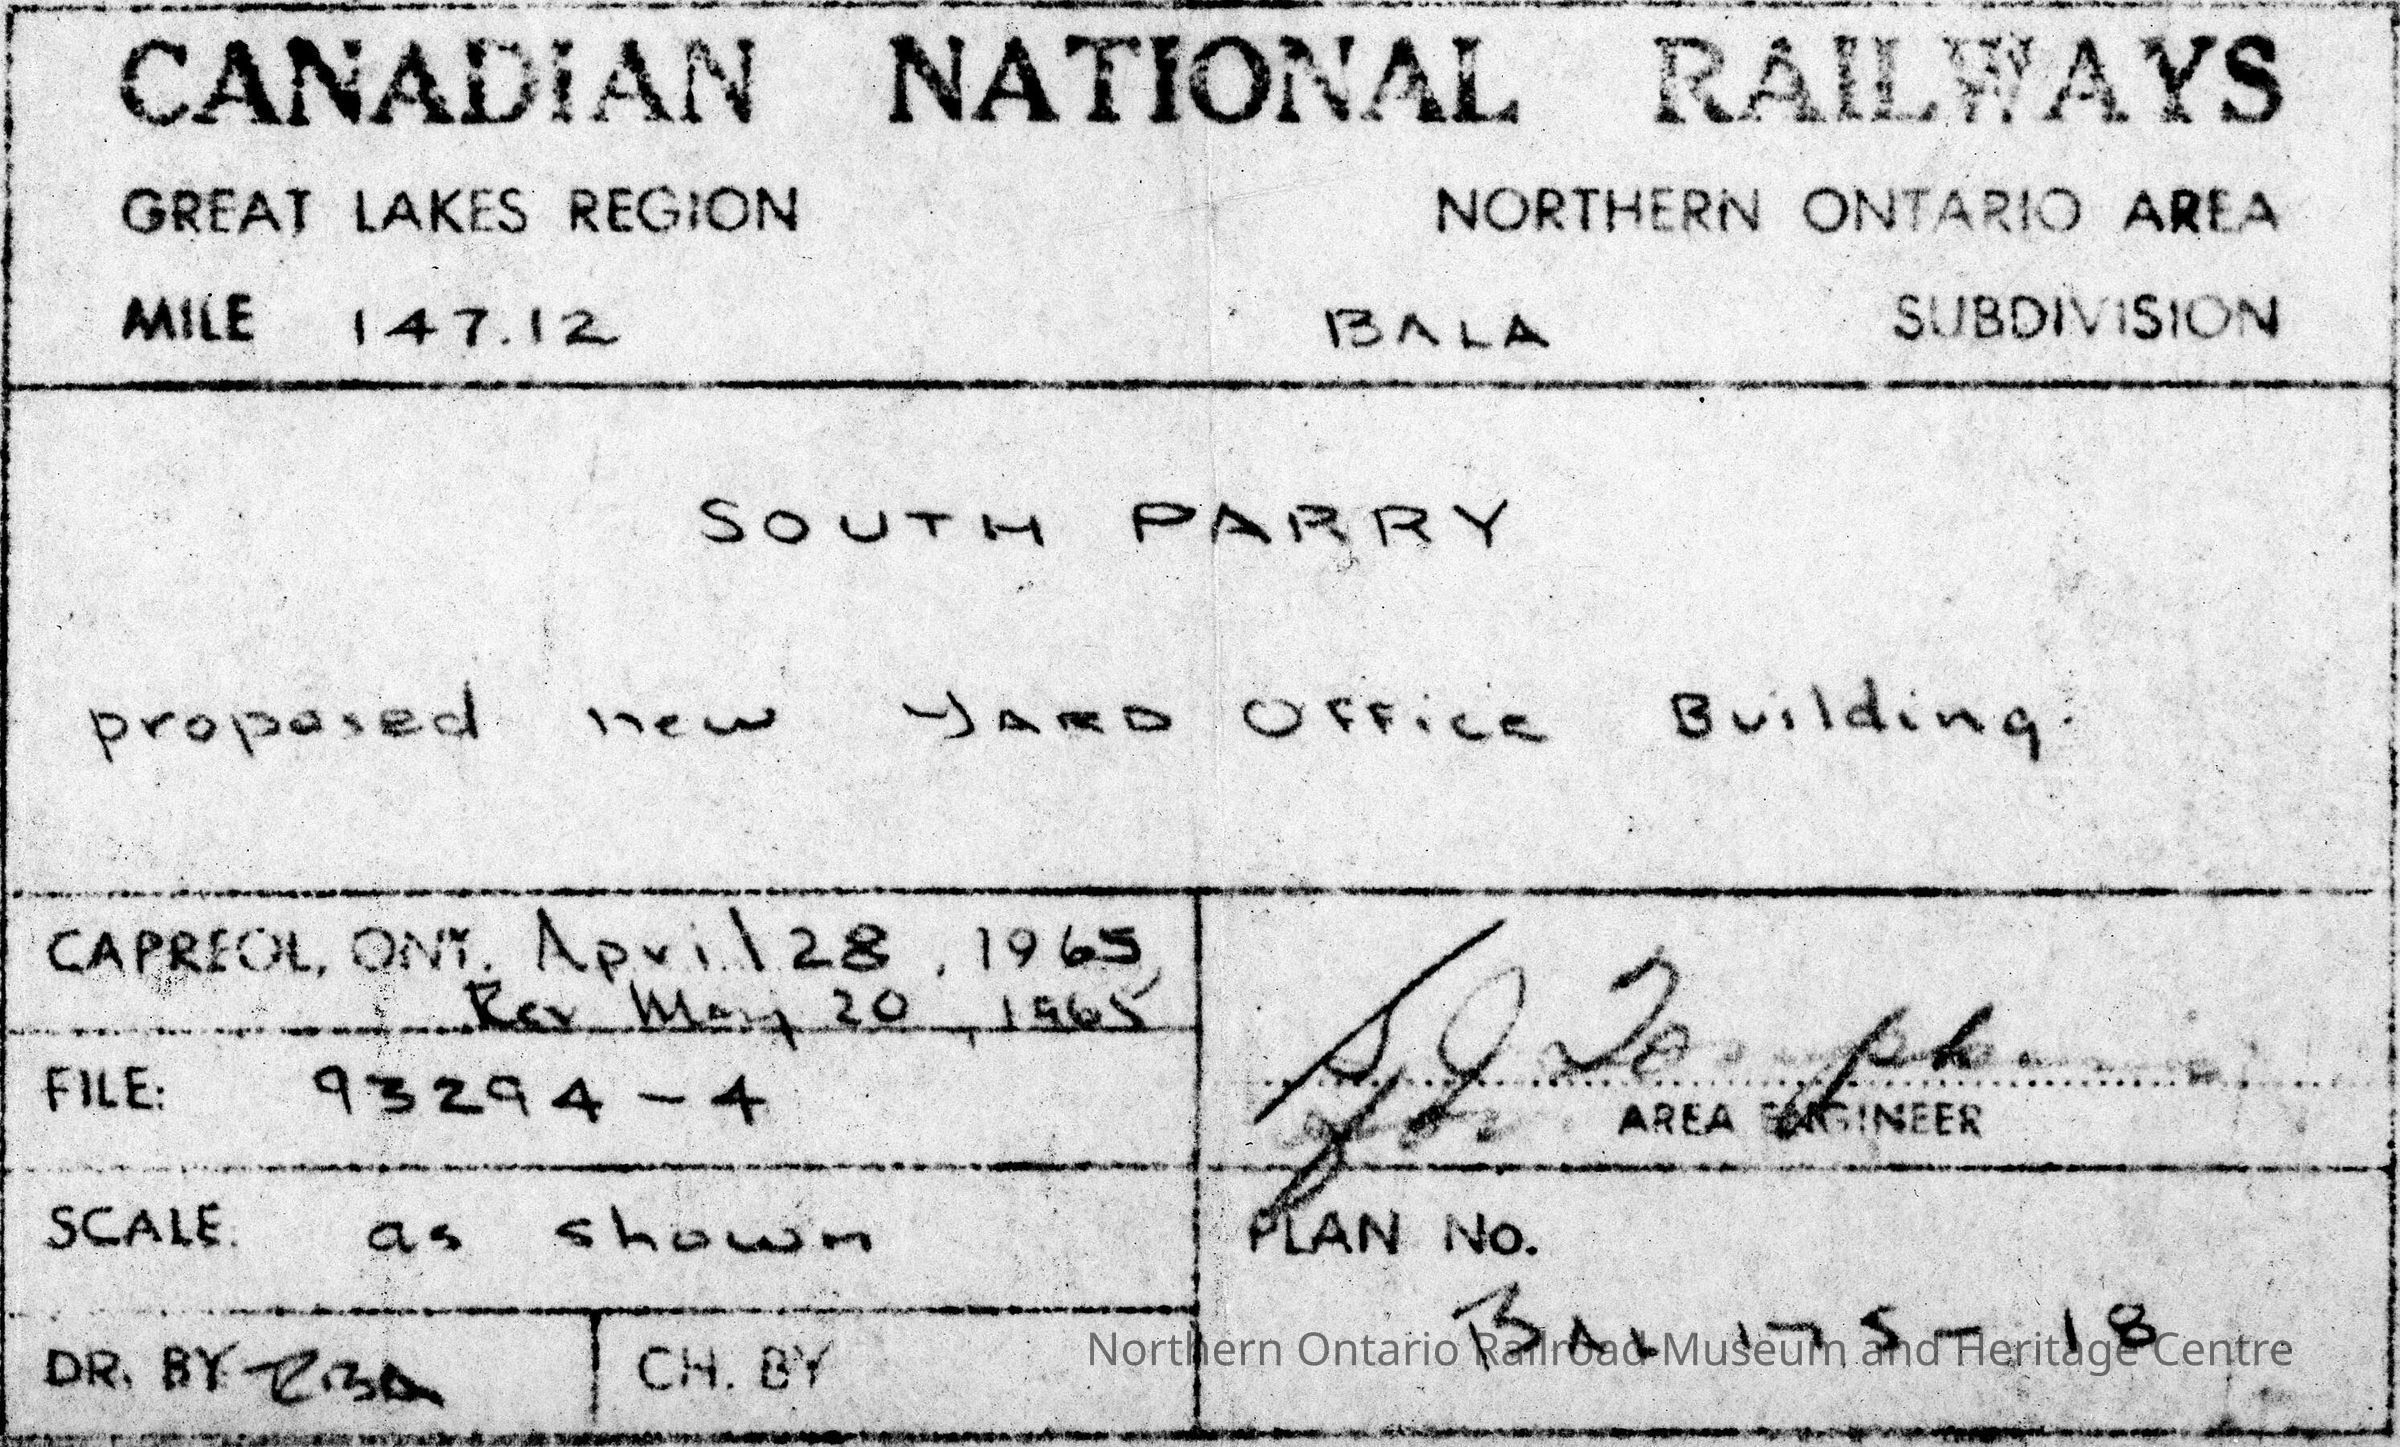 CANADIAN NATIONAL RAILWAYS
GREAT LAKES REGION NORTHERN ONTARIO AREA
MILE 147.12 BALA SUBDIVISION
SOUTH PARRY
proposed new YARD OFFice Building.
CAPREOL, ONT. April 28, 1965
Rev May 20, 1965
FILE: 93294-4
AREA ENGINEER
SCALE. as shown
PLAN No.
18
DR. BY
CH. BY
Northern Ontario Railroad Museum and Heritage Centre